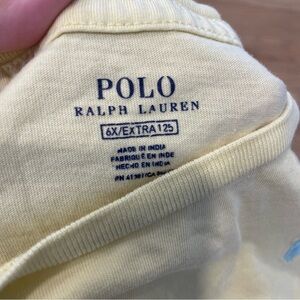 POLO
RALPH LAUREN
6X/EXTRA 125
MADE IN INDIA
FABRIQUÉ EN INDE
HECHO EN INDIA